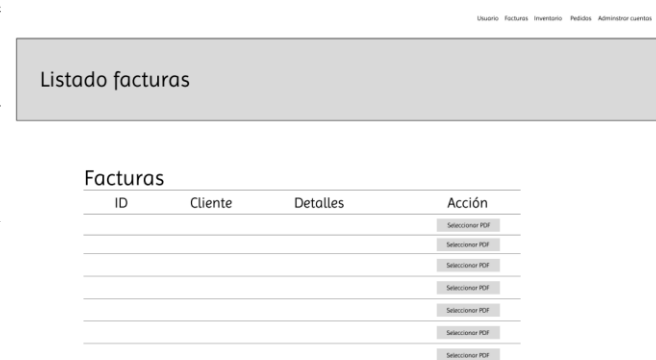 Usuario Facturas Inventario Pedidos Adminstrar cuentas
Listado facturas
Facturas
ID Cliente Detalles Acción
Seleccionar PDF
Seleccionar PDF
Seleccionar PDF
Seleccionar PDF
Seleccionar PDF
Seleccionar PDF
Seleccionar PDF